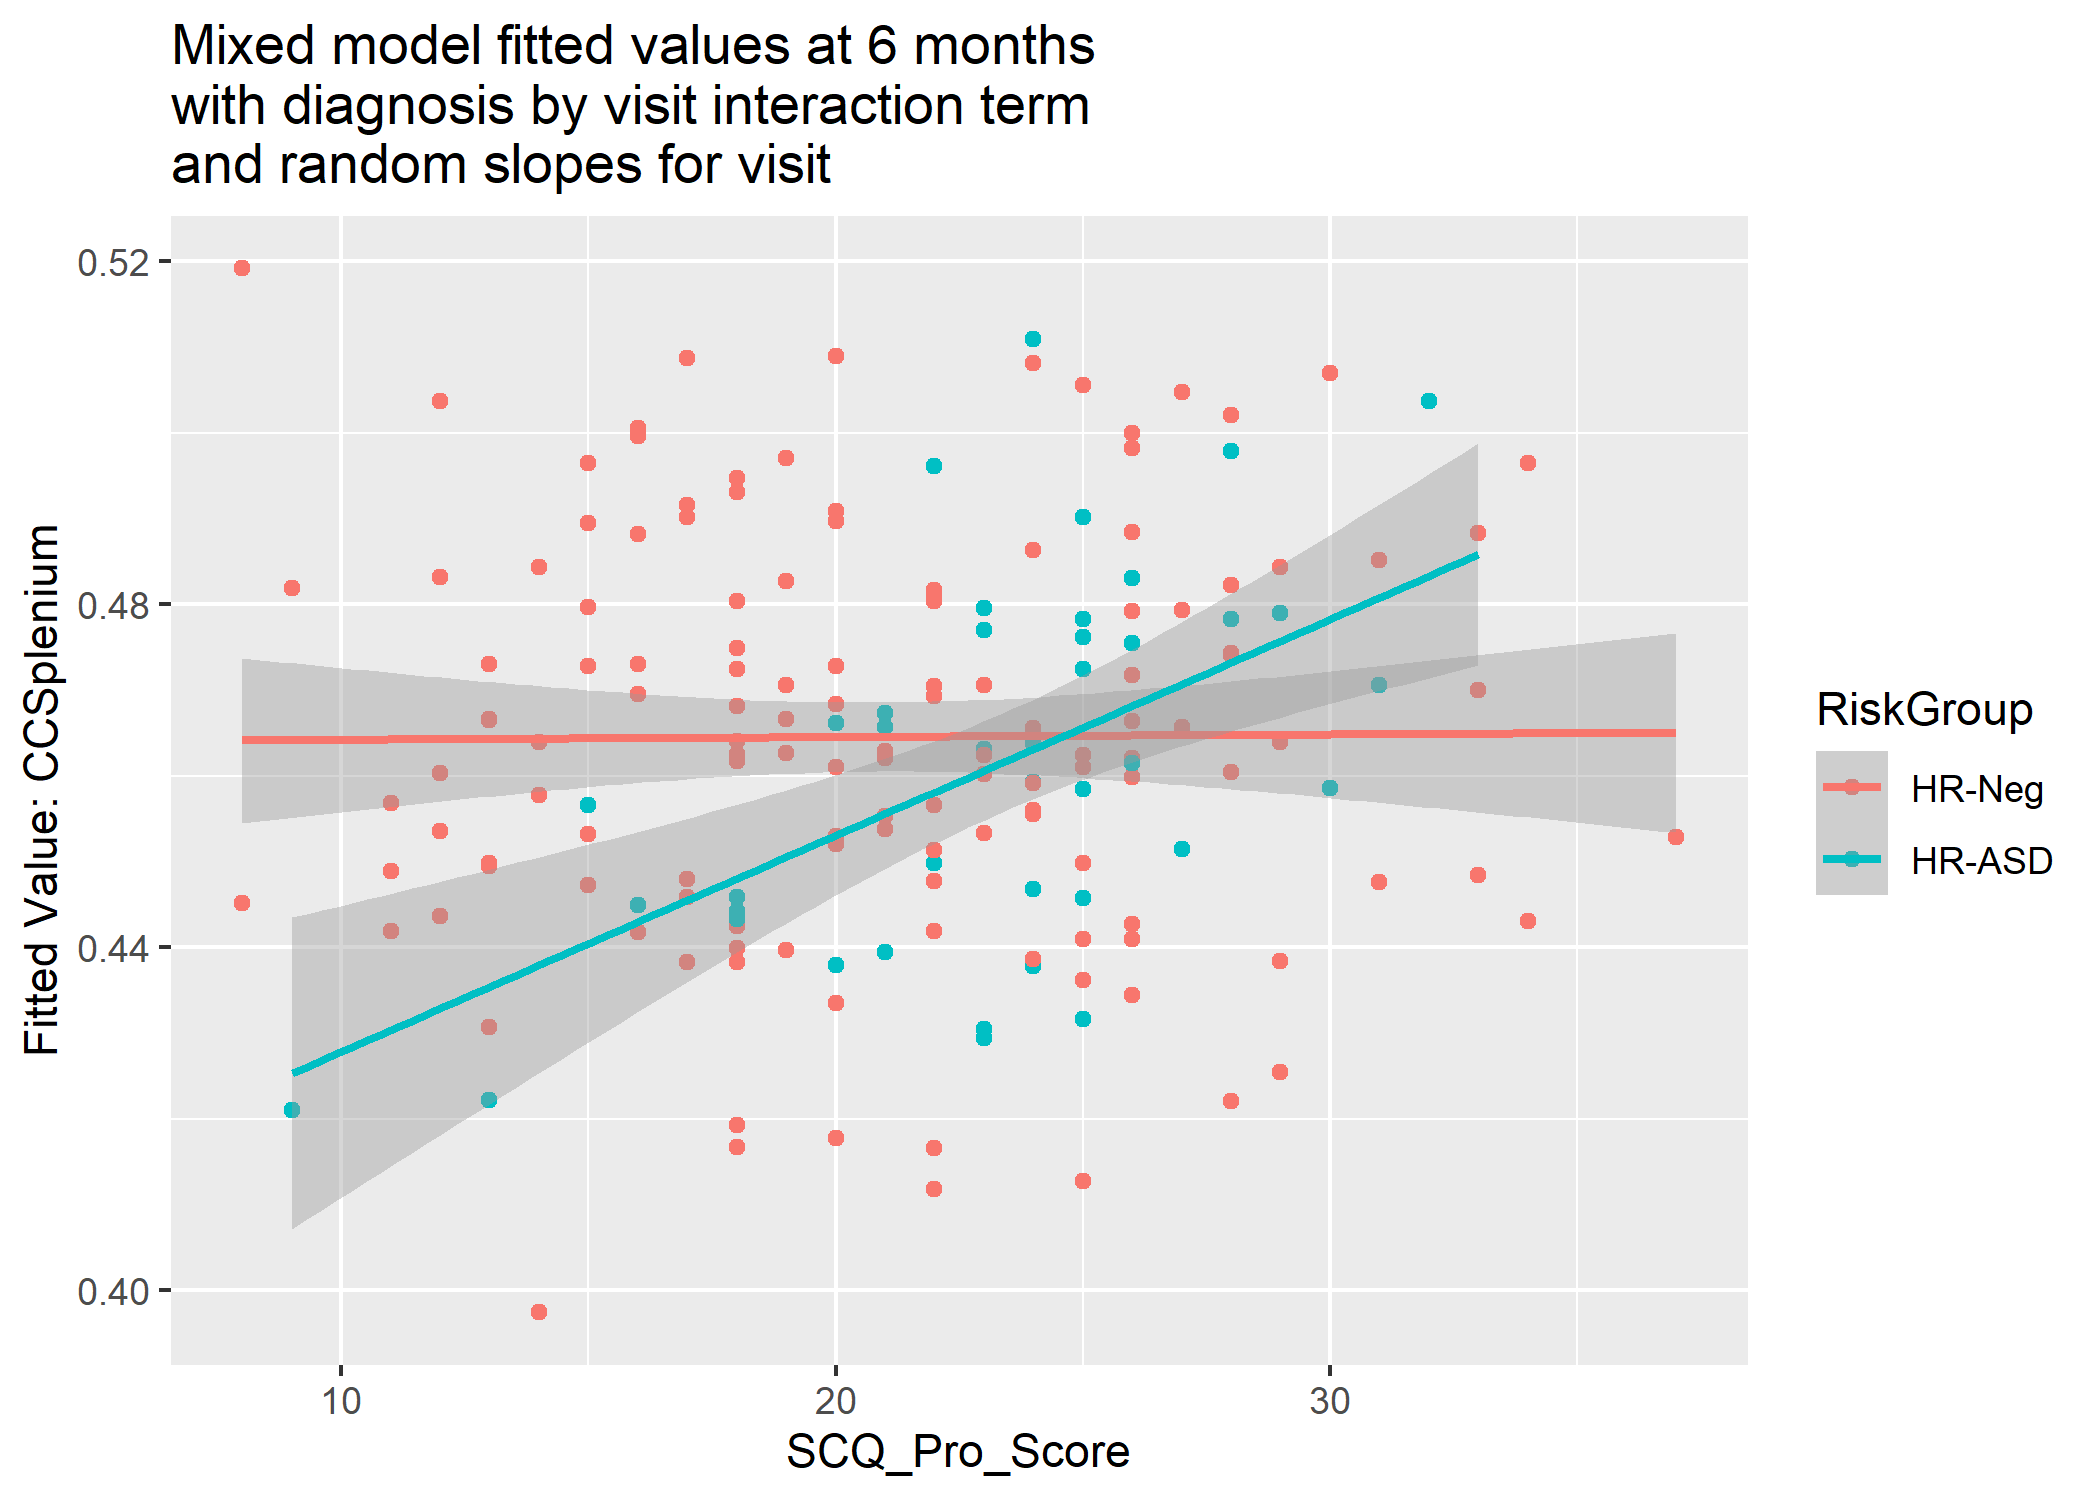 Mixed model fitted values at 6 months
with diagnosis by visit interaction term
and random slopes for visit
Fitted Value: CCSplenium
0.52
0.48
0.44
0.40
10
20
30
SCQ_Pro_Score
RiskGroup
HR-Neg
HR-ASD